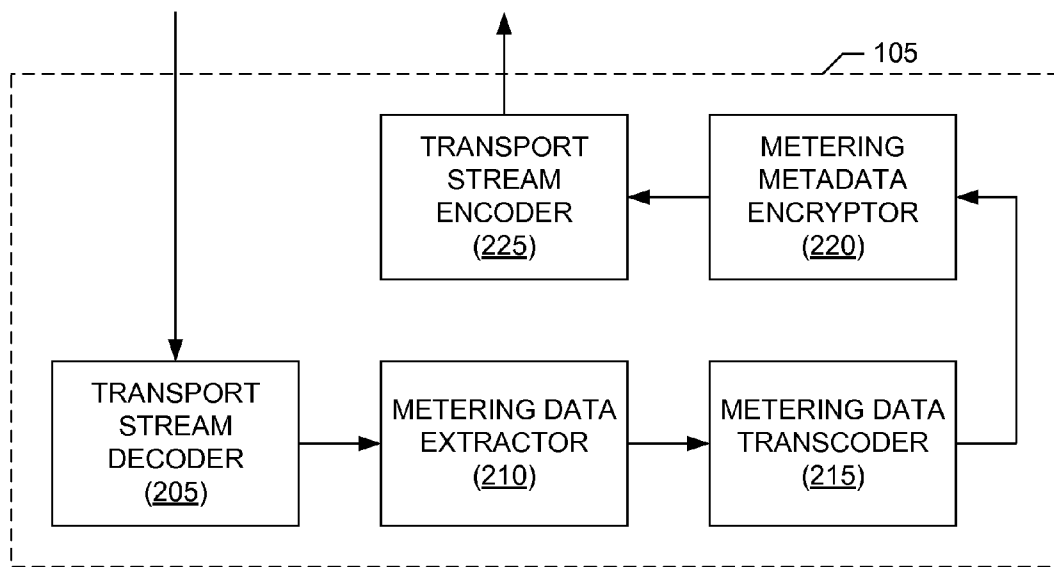 105
TRANSPORT
STREAM
ENCODER
(225)
METERING
METADATA
ENCRYPTOR
(220)
TRANSPORT
STREAM
DECODER
(205)
METERING DATA
EXTRACTOR
(210)
METERING DATA
TRANSCODER
(215)